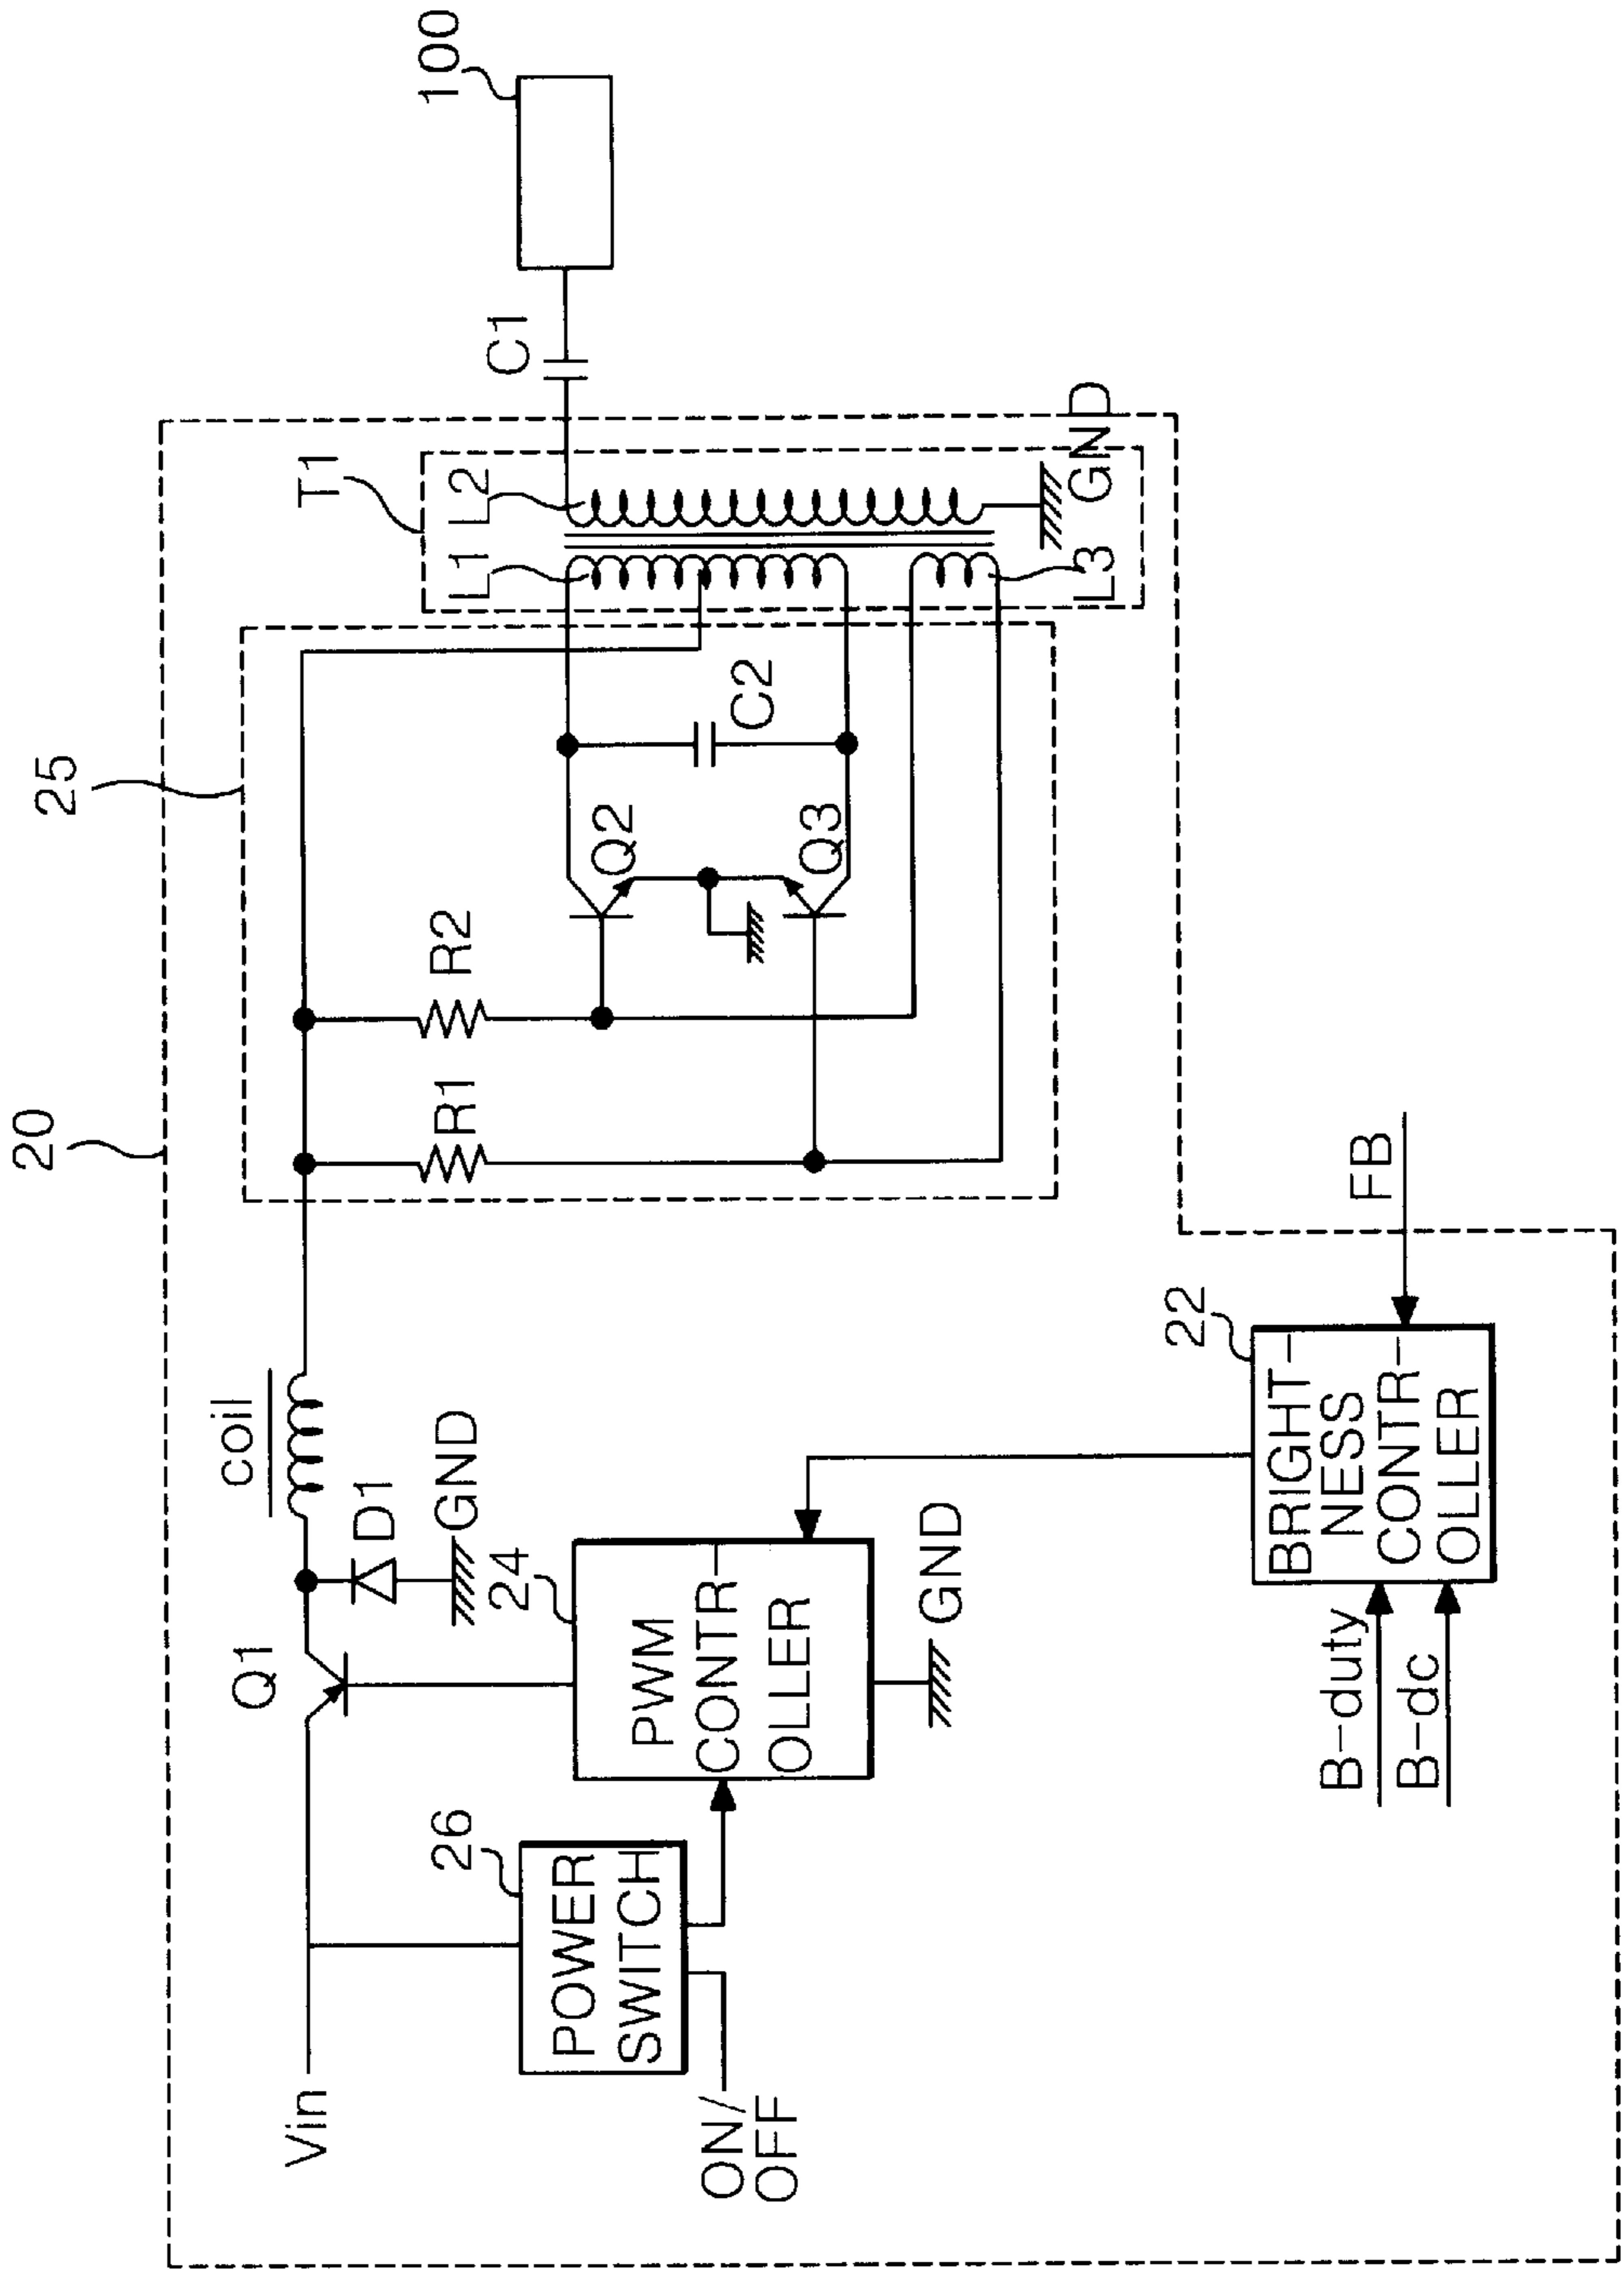 20
25
T1
100
coil
R1
R2
L1
L2
C1
Q1
D1
GND
Q2
C2
Q3
L3
GND
Vin
26
POWER
SWITCH
ON/
OFF
24
PWM
CONTR-
OLLER
GND
22
BRIGHT-
NESS
CONTR-
OLLER
FB
B-duty
B-dc